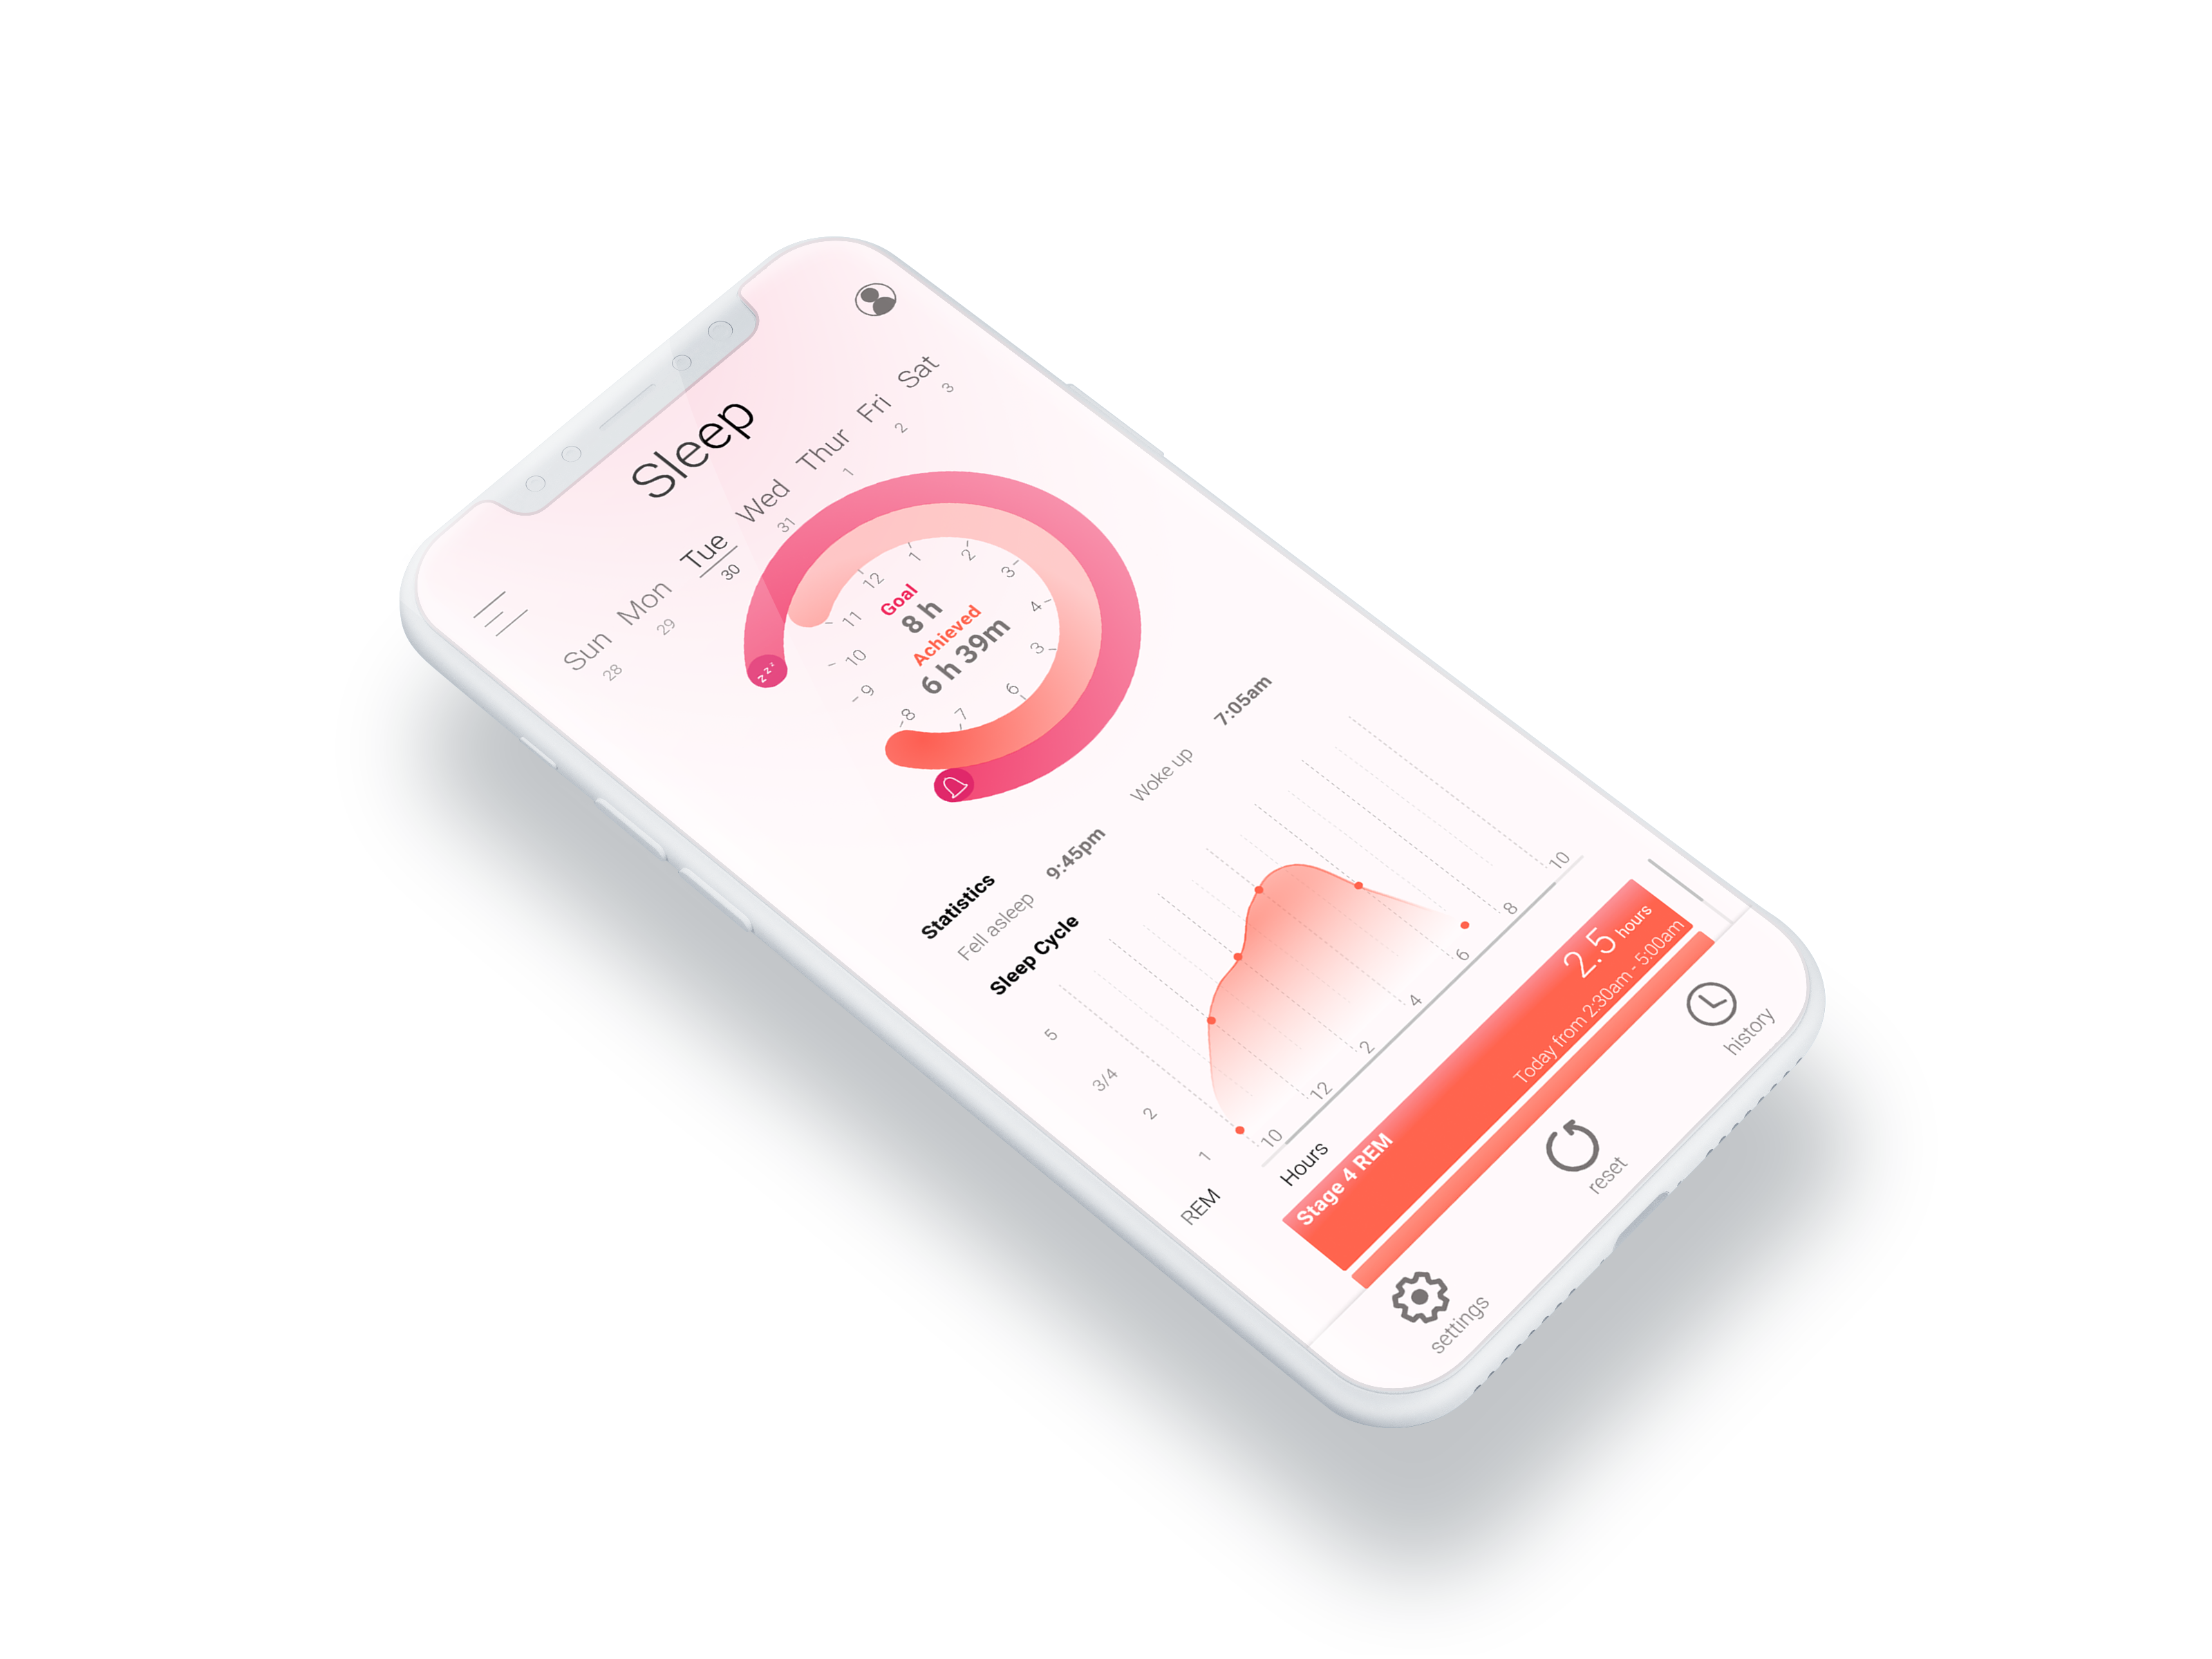 Sleep
Sun Mon Tue Wed Thur Fri Sat
28 29 30 31 1 2 3
zzz
12 1 2 3 4 3 6 7 8 9 10 11
Goal
8 h
Achieved
6 h 39m
Statistics
Fell asleep 9:45pm Woke up 7:05am
Sleep Cycle
5
3/4
2
1
REM
10 12 2 4 6 8 10
Hours
Stage 4 REM 2.5 hours
Today from 2:30am - 5:00am
settings reset history